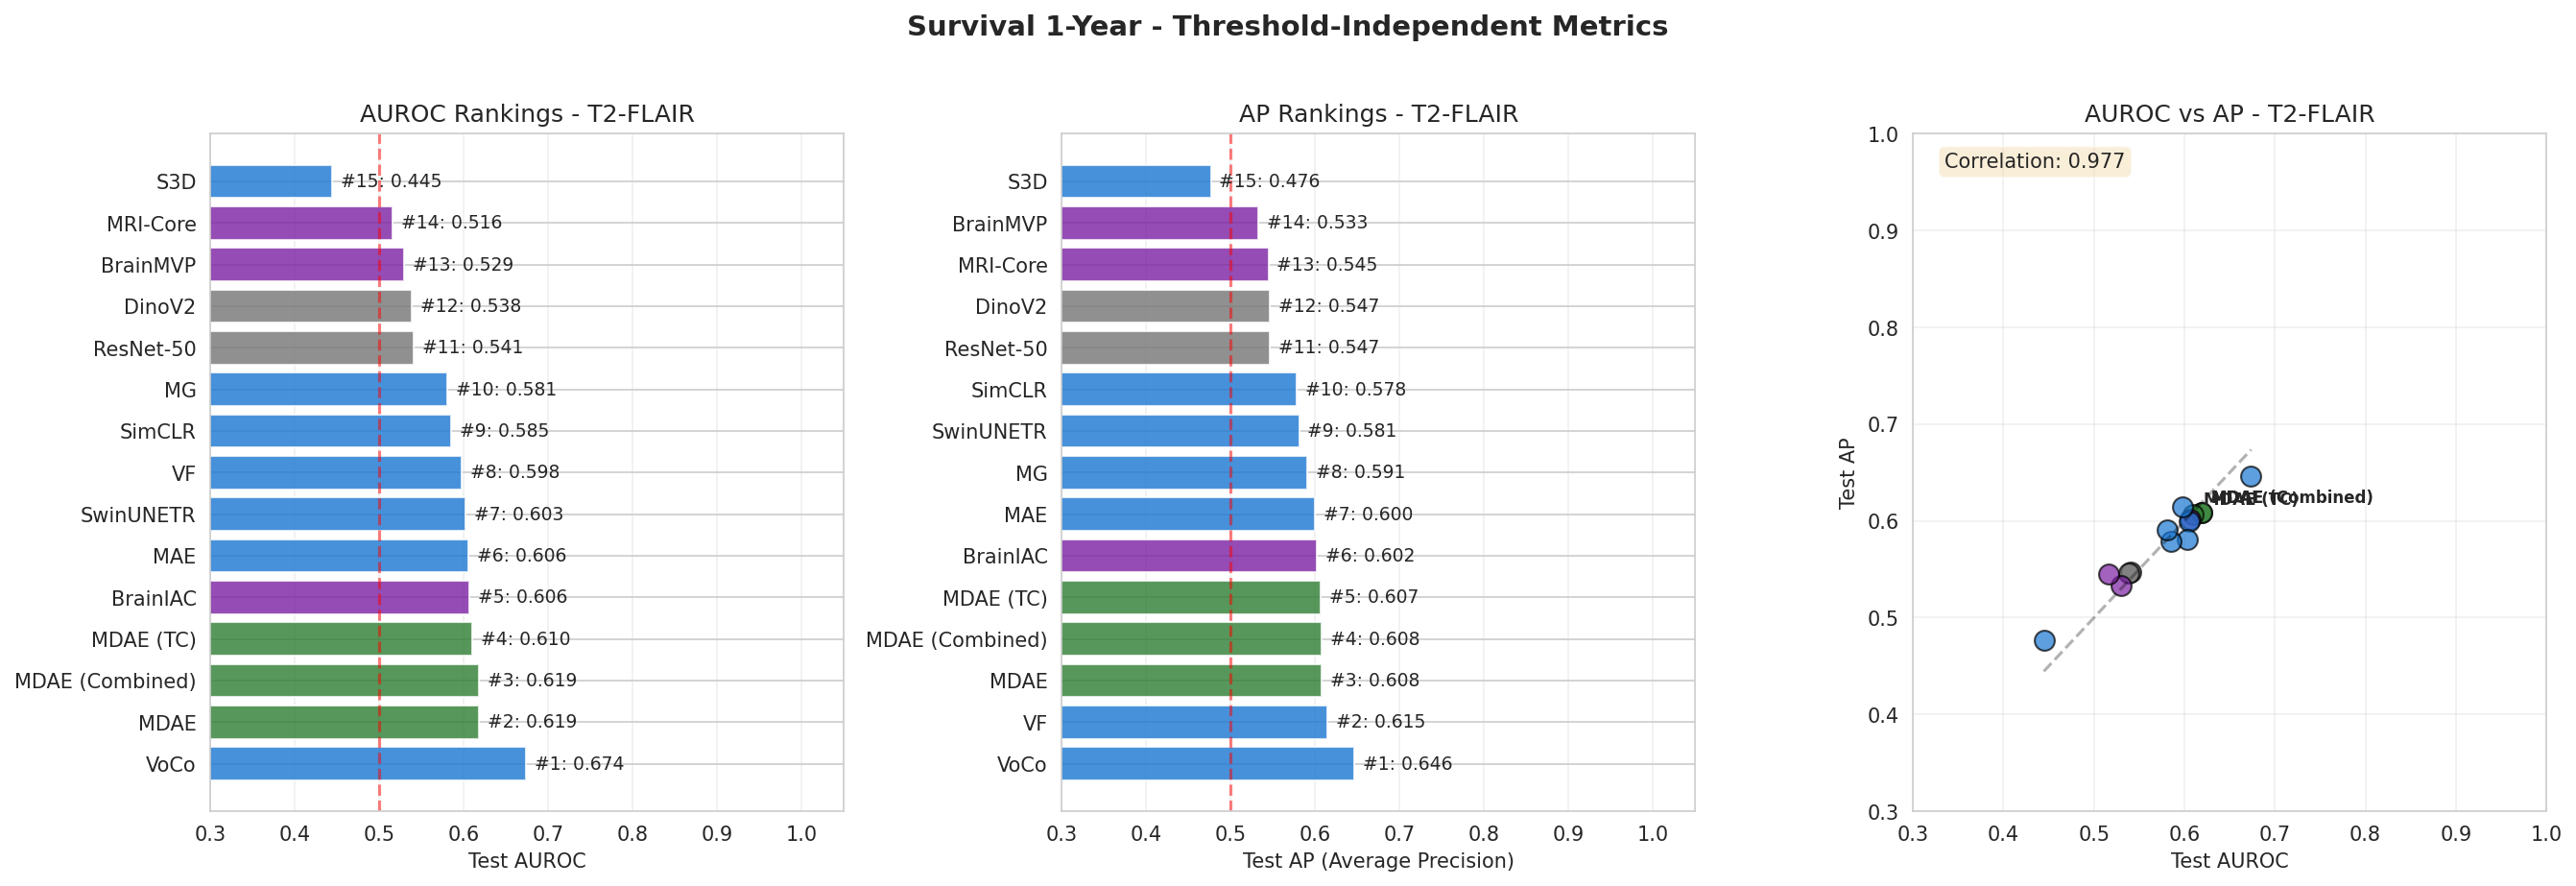 Survival 1-Year - Threshold-Independent Metrics
AUROC Rankings - T2-FLAIR
S3D
#15: 0.445
MRI-Core
#14: 0.516
BrainMVP
#13: 0.529
DinoV2
#12: 0.538
ResNet-50
#11: 0.541
MG
#10: 0.581
SimCLR
#9: 0.585
VF
#8: 0.598
SwinUNETR
#7: 0.603
MAE
#6: 0.606
BrainIAC
#5: 0.606
MDAE (TC)
#4: 0.610
MDAE (Combined)
#3: 0.619
MDAE
#2: 0.619
VoCo
#1: 0.674
0.3 0.4 0.5 0.6 0.7 0.8 0.9 1.0
Test AUROC
AP Rankings - T2-FLAIR
S3D
#15: 0.476
BrainMVP
#14: 0.533
MRI-Core
#13: 0.545
DinoV2
#12: 0.547
ResNet-50
#11: 0.547
SimCLR
#10: 0.578
SwinUNETR
#9: 0.581
MG
#8: 0.591
MAE
#7: 0.600
BrainIAC
#6: 0.602
MDAE (TC)
#5: 0.607
MDAE (Combined)
#4: 0.608
MDAE
#3: 0.608
VF
#2: 0.615
VoCo
#1: 0.646
0.3 0.4 0.5 0.6 0.7 0.8 0.9 1.0
Test AP (Average Precision)
AUROC vs AP - T2-FLAIR
Correlation: 0.977
1.0
0.9
0.8
0.7
0.6
0.5
0.4
0.3
Test AP
MDAE (Combined)
MDAE (TC)
0.3 0.4 0.5 0.6 0.7 0.8 0.9 1.0
Test AUROC